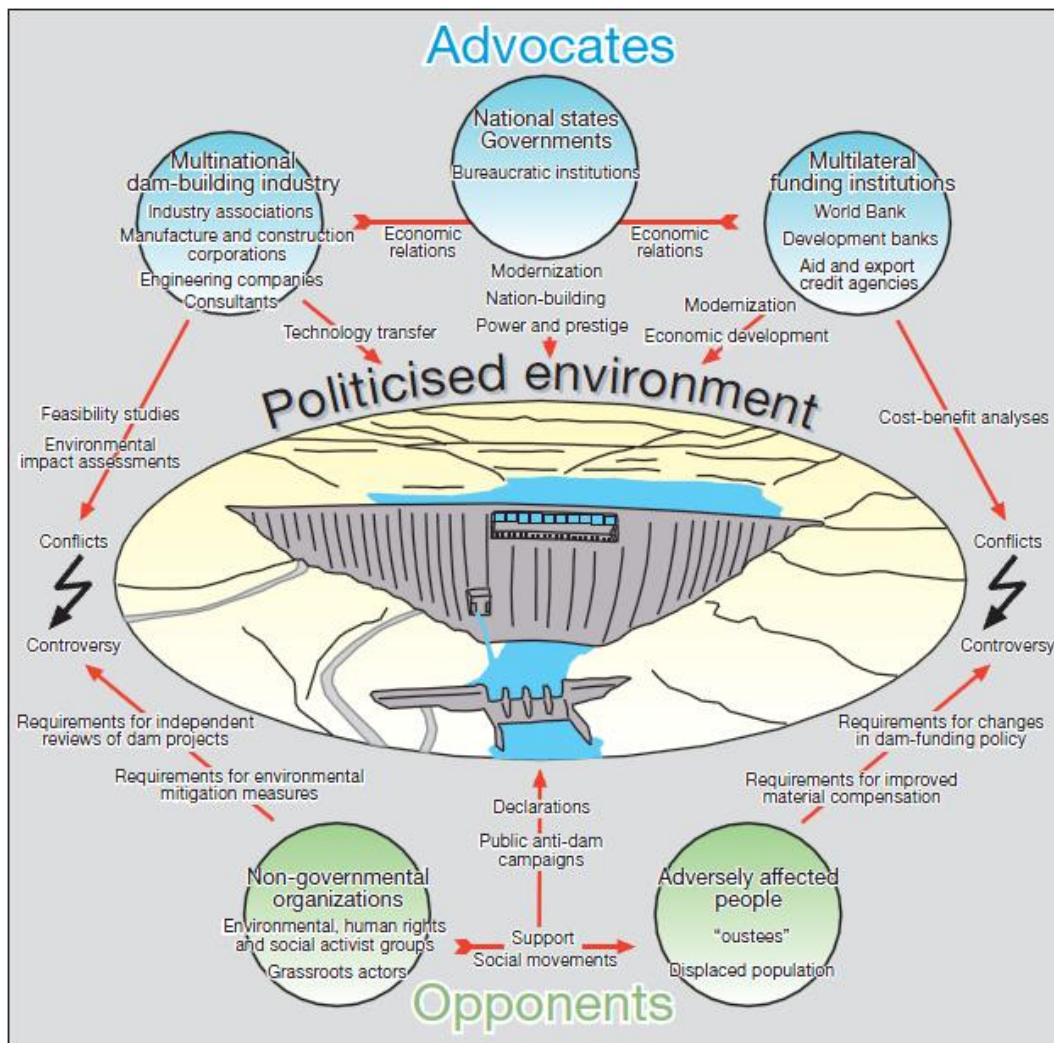 Advocates
National states
Governments
Bureaucratic institutions
Multinational
dam-building industry
Industry associations
Manufacture and construction
corporations
Engineering companies
Consultants
Multilateral
funding institutions
World Bank
Development banks
Aid and export
credit agencies
Economic
relations
Economic
relations
Modernization
Nation-building
Power and prestige
Technology transfer
Modernization
Economic development
Politicised environment
Feasibility studies
Environmental
impact assessments
Cost-benefit analyses
Conflicts
Controversy
Conflicts
Controversy
Requirements for independent
reviews of dam projects
Requirements for environmental
mitigation measures
Requirements for changes
in dam-funding policy
Requirements for improved
material compensation
Declarations
Public anti-dam
campaigns
Non-governmental
organizations
Environmental, human rights
and social activist groups
Grassroots actors
Support
Social movements
Adversely affected
people
"oustees"
Displaced population
Opponents